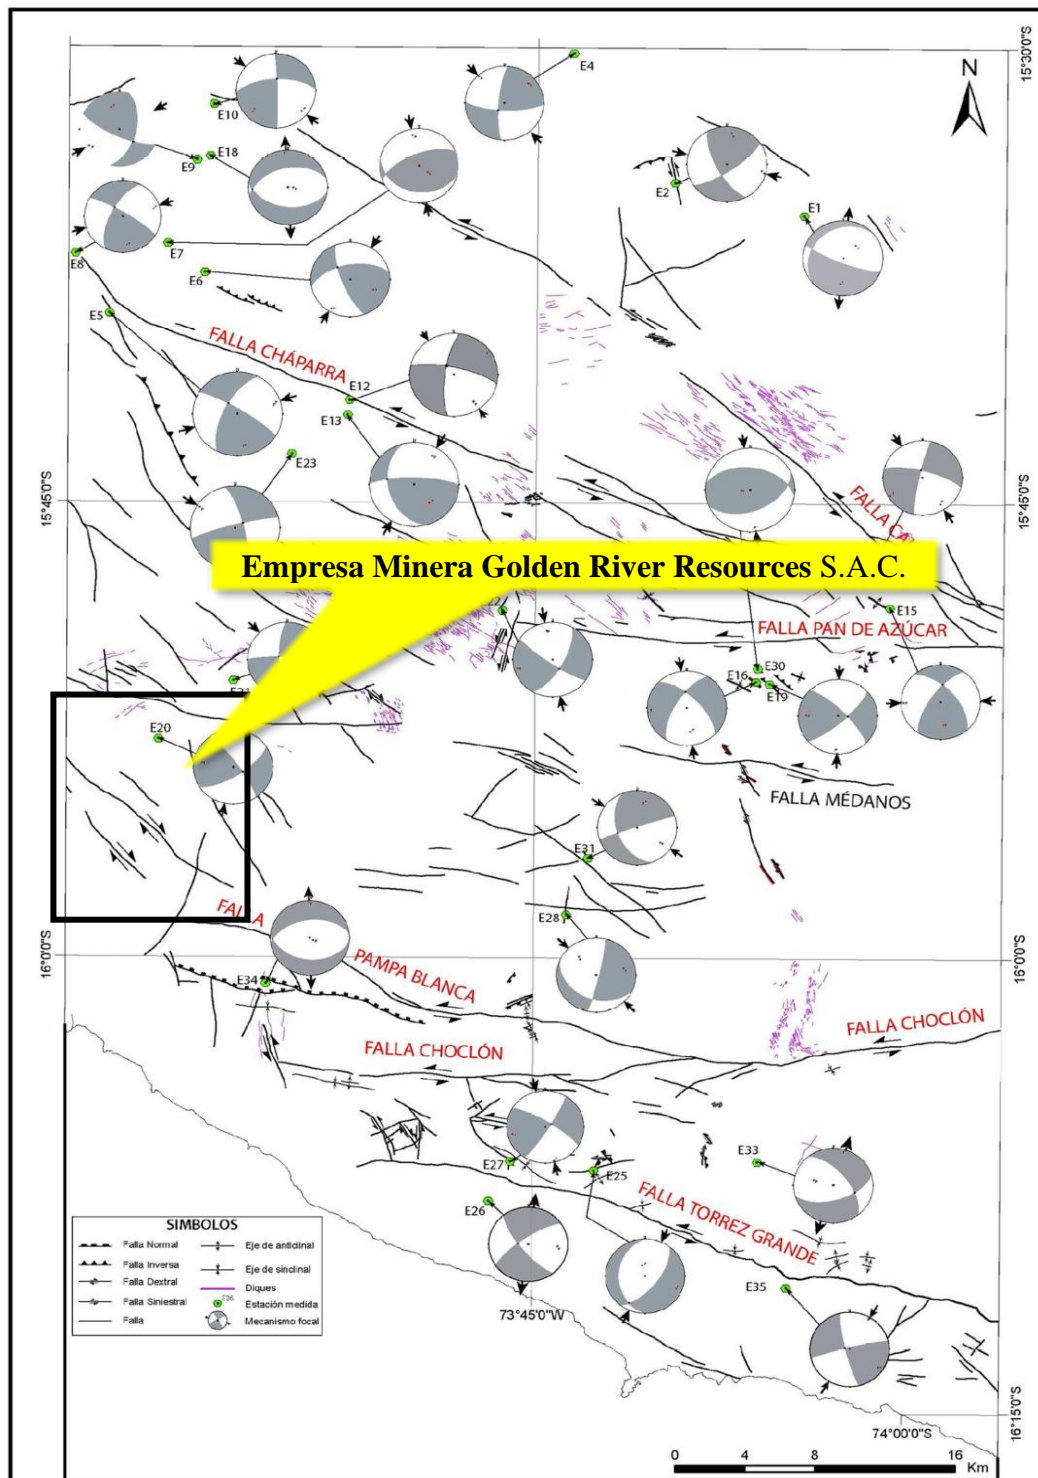 15°30'0"S
N
E4
E10
E18
E9
E2
E1
E7
E8
E6
E5
FALLA CHÁPARRA
E12
E13
E23
15°45'0"S
15°45'0"S
FALLA CA
Empresa Minera Golden River Resources S.A.C.
E15
FALLA PAN DE AZÚCAR
E30
E16
E19
E20
FALLA MÉDANOS
E31
E28
FALLA
PAMPA BLANCA
16°0'0"S
16°0'0"S
E34
FALLA CHOCLÓN
FALLA CHOCLÓN
E27
E25
E33
E26
FALLA TORREZ GRANDE
E35
SIMBOLOS
Falla Normal
Eje de anticlinal
Falla Inversa
Eje de sinclinal
Falla Dextral
Diques
Falla Siniestral
E26
Estación medida
Falla
Mecanismo focal
73°45'0"W
74°00'0"S
16°15'0"S
0 4 8 16
Km